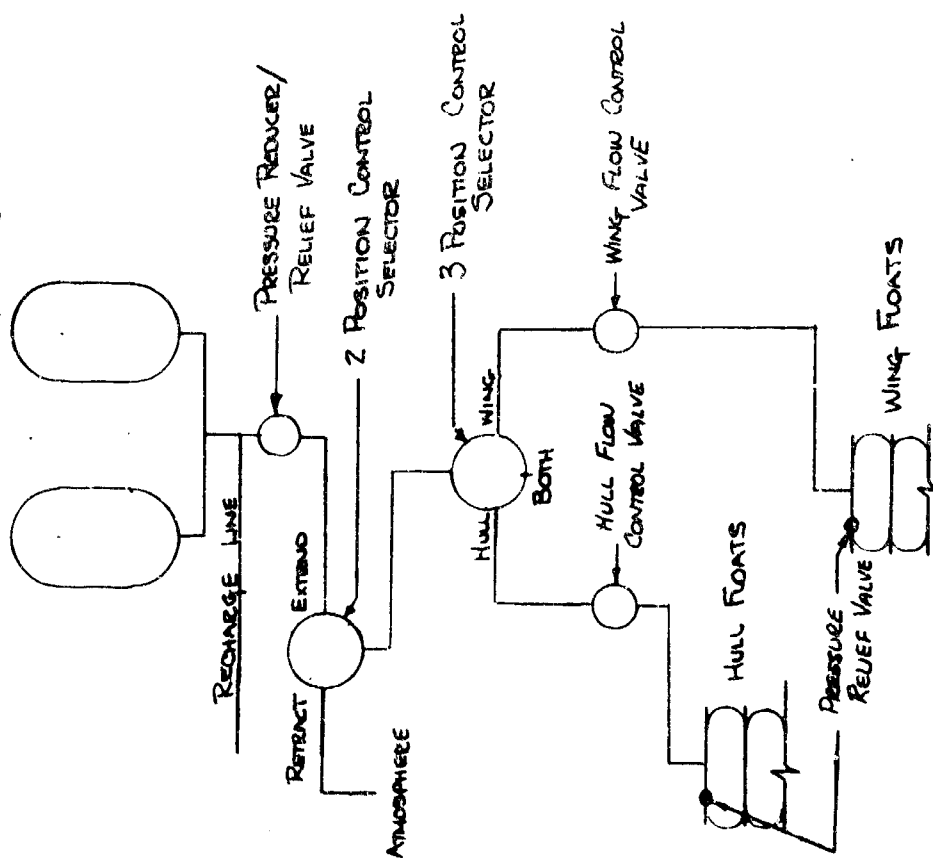 PRESSURE REDUCER/
RELIEF VALVE
RECHARGE LINE
2 POSITION CONTROL
SELECTOR
RETRACT
EXTEND
ATMOSPHERE
3 POSITION CONTROL
SELECTOR
HULL
WING
BOTH
WING FLOW CONTROL
VALVE
HULL FLOW
CONTROL VALVE
HULL FLOATS
WING FLOATS
PRESSURE
RELIEF VALVE